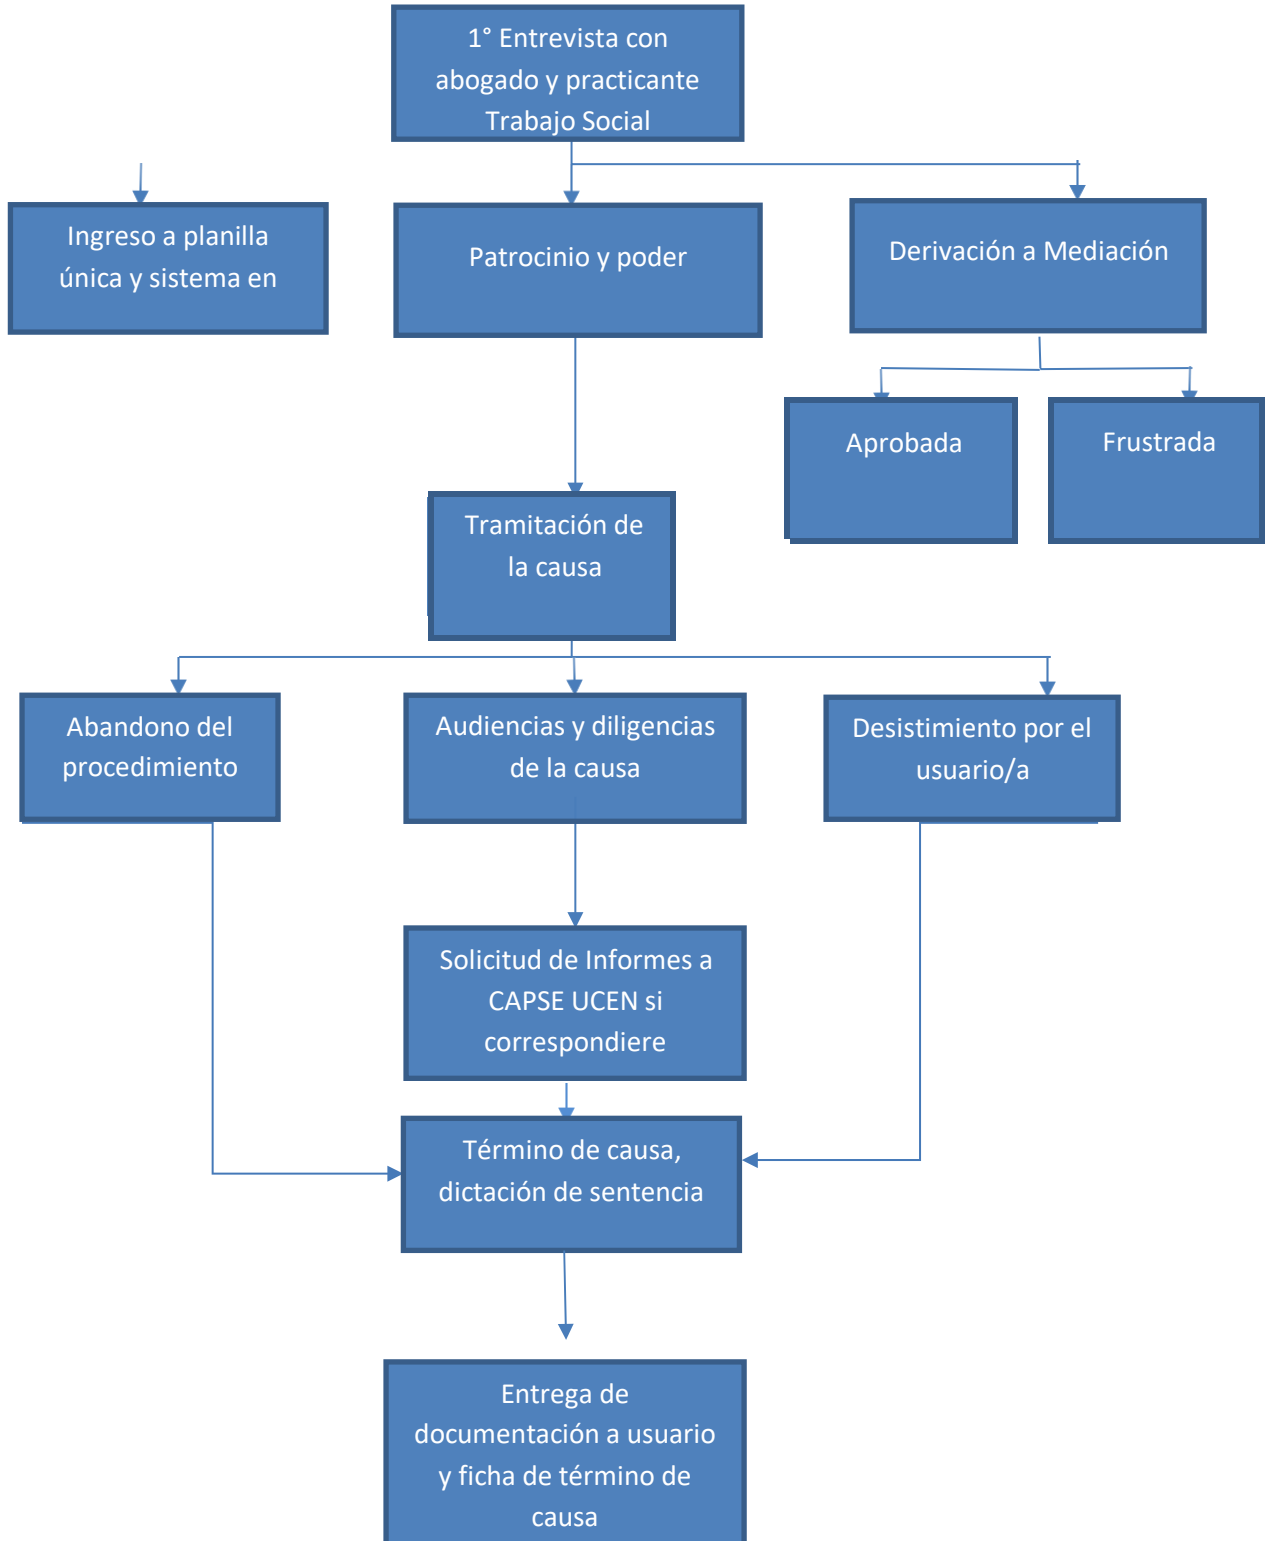 1° Entrevista con
abogado y practicante
Trabajo Social
Ingreso a planilla
única y sistema en
Patrocinio y poder
Derivación a Mediación
Aprobada
Frustrada
Tramitación de
la causa
Abandono del
procedimiento
Audiencias y diligencias
de la causa
Desistimiento por el
usuario/a
Solicitud de Informes a
CAPSE UCEN si
correspondiere
Término de causa,
dictación de sentencia
Entrega de
documentación a usuario
y ficha de término de
causa